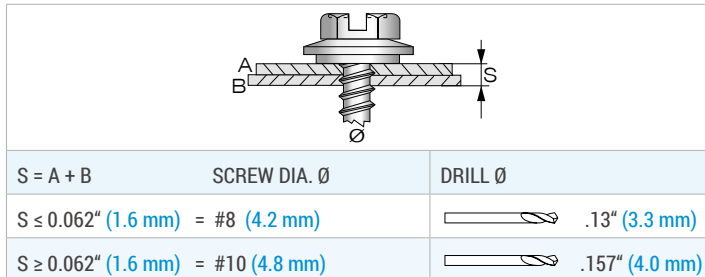 A
B
S
Ø
S = A + B SCREW DIA. Ø DRILL Ø
S ≤ 0.062“ (1.6 mm) = #8 (4.2 mm) .13“ (3.3 mm)
S ≥ 0.062“ (1.6 mm) = #10 (4.8 mm) .157“ (4.0 mm)